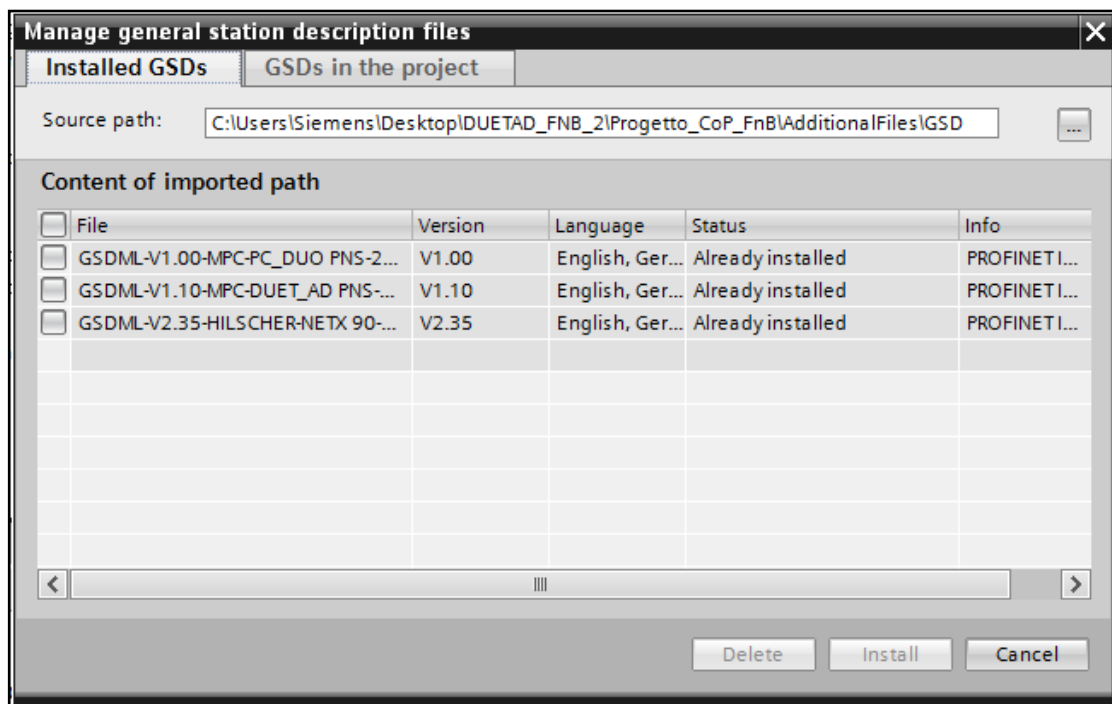 Manage general station description files
Installed GSDs GSDs in the project
Source path: C:\Users\Siemens\Desktop\DUETAD_FNB_2\Progetto_CoP_FnB\AdditionalFiles\GSD ...
Content of imported path
File Version Language Status Info
GSDML-V1.00-MPC-PC_DUO PNS-2... V1.00 English, Ger... Already installed PROFINET I...
GSDML-V1.10-MPC-DUET_AD PNS-... V1.10 English, Ger... Already installed PROFINET I...
GSDML-V2.35-HILSCHER-NETX 90-... V2.35 English, Ger... Already installed PROFINET I...
Delete Install Cancel